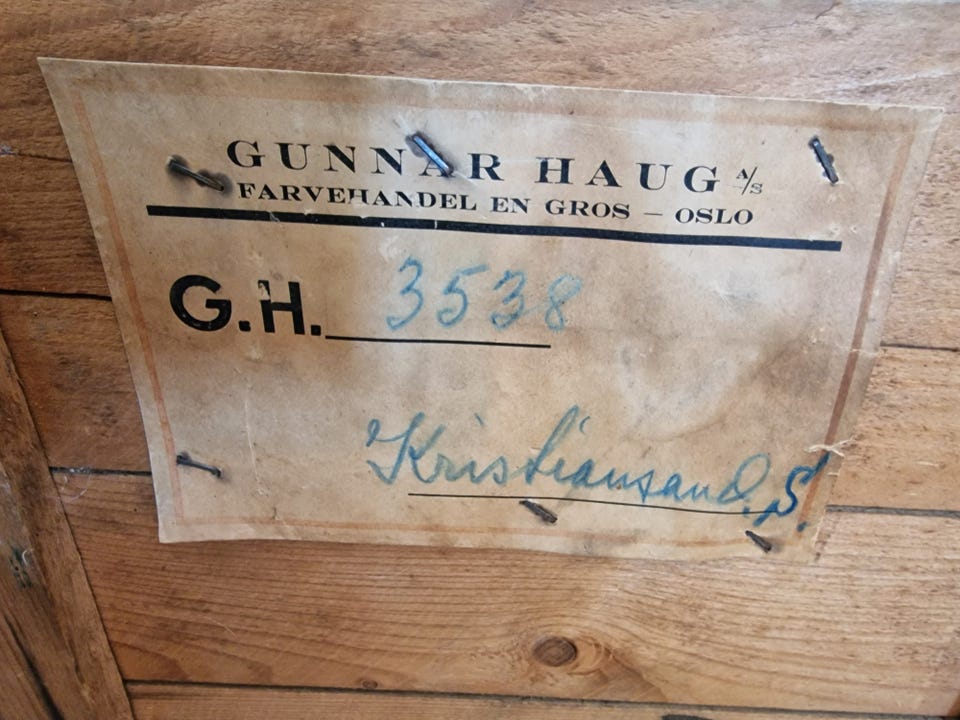 GUNNAR HAUG A/S
FARVEHANDEL EN GROS – OSLO
G.H. 3538
Kristiansand. S.